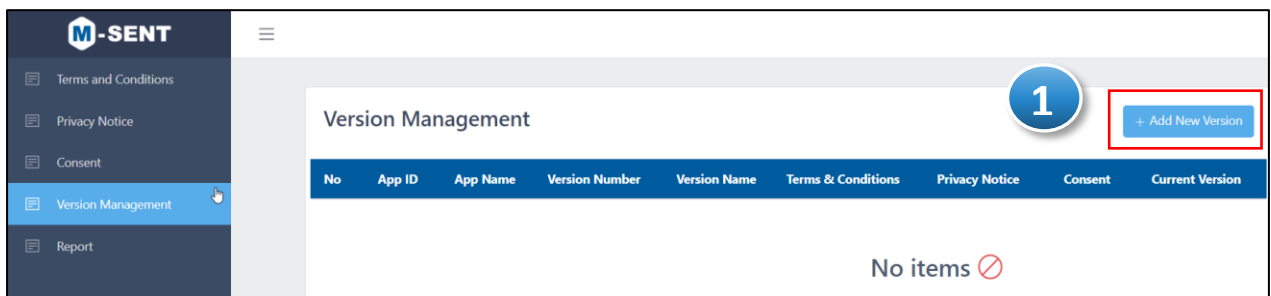 M-SENT
Terms and Conditions
Privacy Notice
Consent
Version Management
Report
Version Management
1
+ Add New Version
No App ID App Name Version Number Version Name Terms & Conditions Privacy Notice Consent Current Version
No items